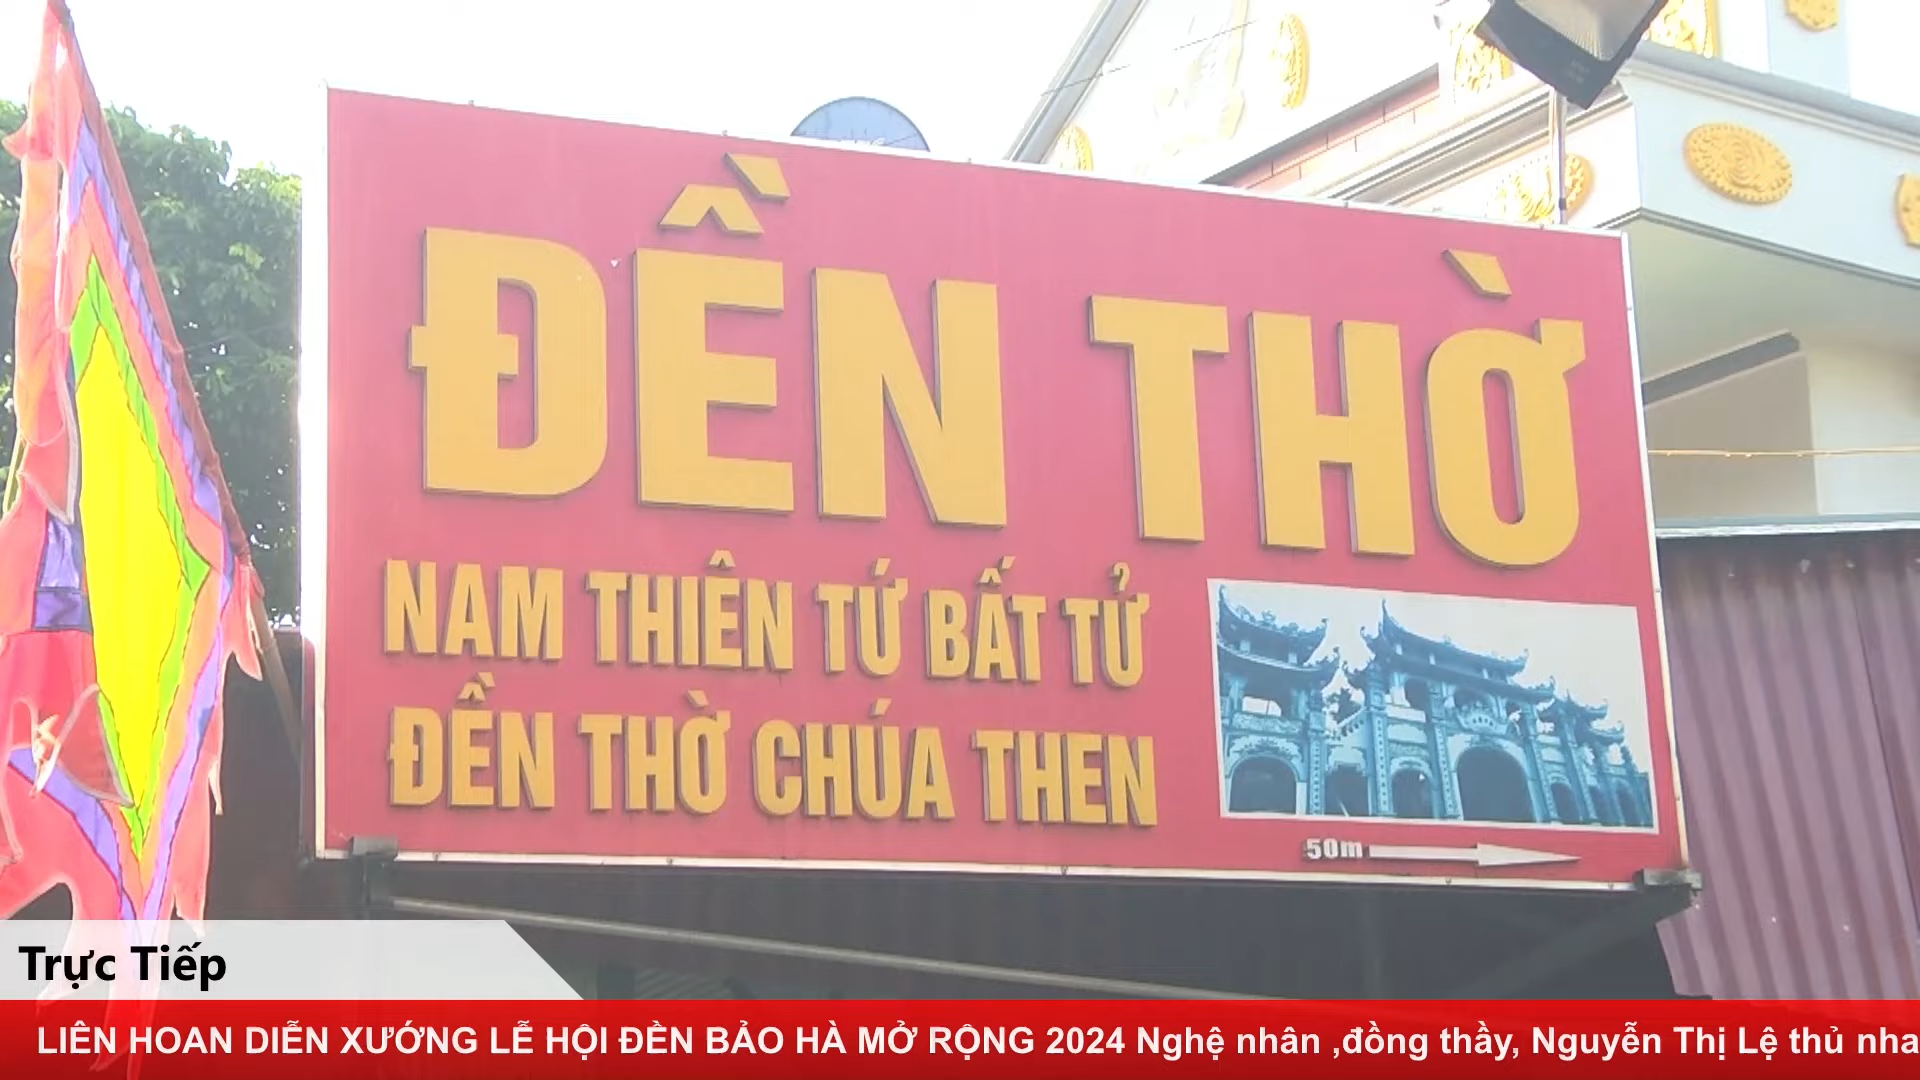 ĐỀN THỜ
NAM THIÊN TỨ BẤT TỬ
ĐỀN THỜ CHÚA THEN
50m
Trực Tiếp
LIÊN HOAN DIỄN XƯỚNG LỄ HỘI ĐỀN BẢO HÀ MỞ RỘNG 2024 Nghệ nhân ,đồng thầy, Nguyễn Thị Lệ thủ nha